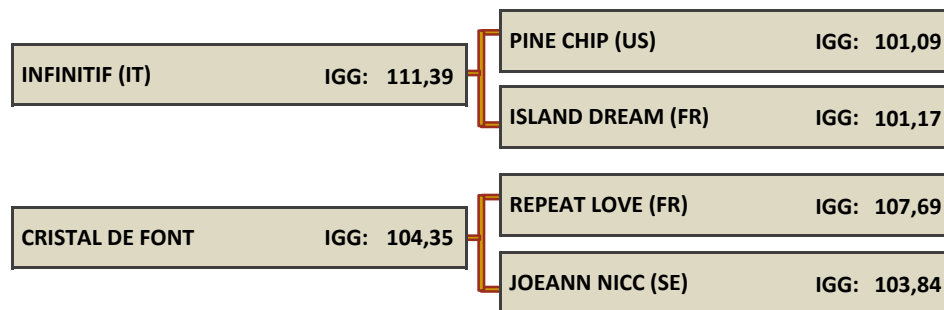 PINE CHIP (US) IGG: 101,09
INFINITIF (IT) IGG: 111,39
ISLAND DREAM (FR) IGG: 101,17
REPEAT LOVE (FR) IGG: 107,69
CRISTAL DE FONT IGG: 104,35
JOEANN NICC (SE) IGG: 103,84